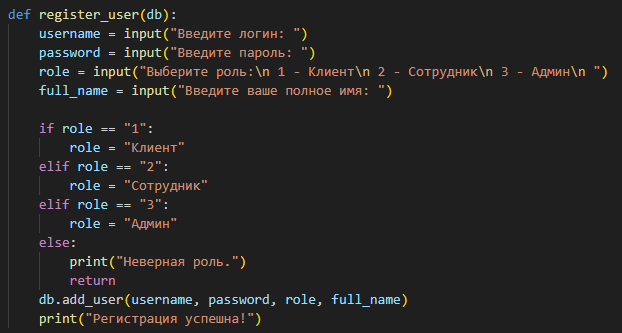 def register_user(db):
    username = input("Введите логин: ")
    password = input("Введите пароль: ")
    role = input("Выберите роль:\n 1 - Клиент\n 2 - Сотрудник\n 3 - Админ\n ")
    full_name = input("Введите ваше полное имя: ")

    if role == "1":
        role = "Клиент"
    elif role == "2":
        role = "Сотрудник"
    elif role == "3":
        role = "Админ"
    else:
        print("Неверная роль.")
        return
    db.add_user(username, password, role, full_name)
    print("Регистрация успешна!")